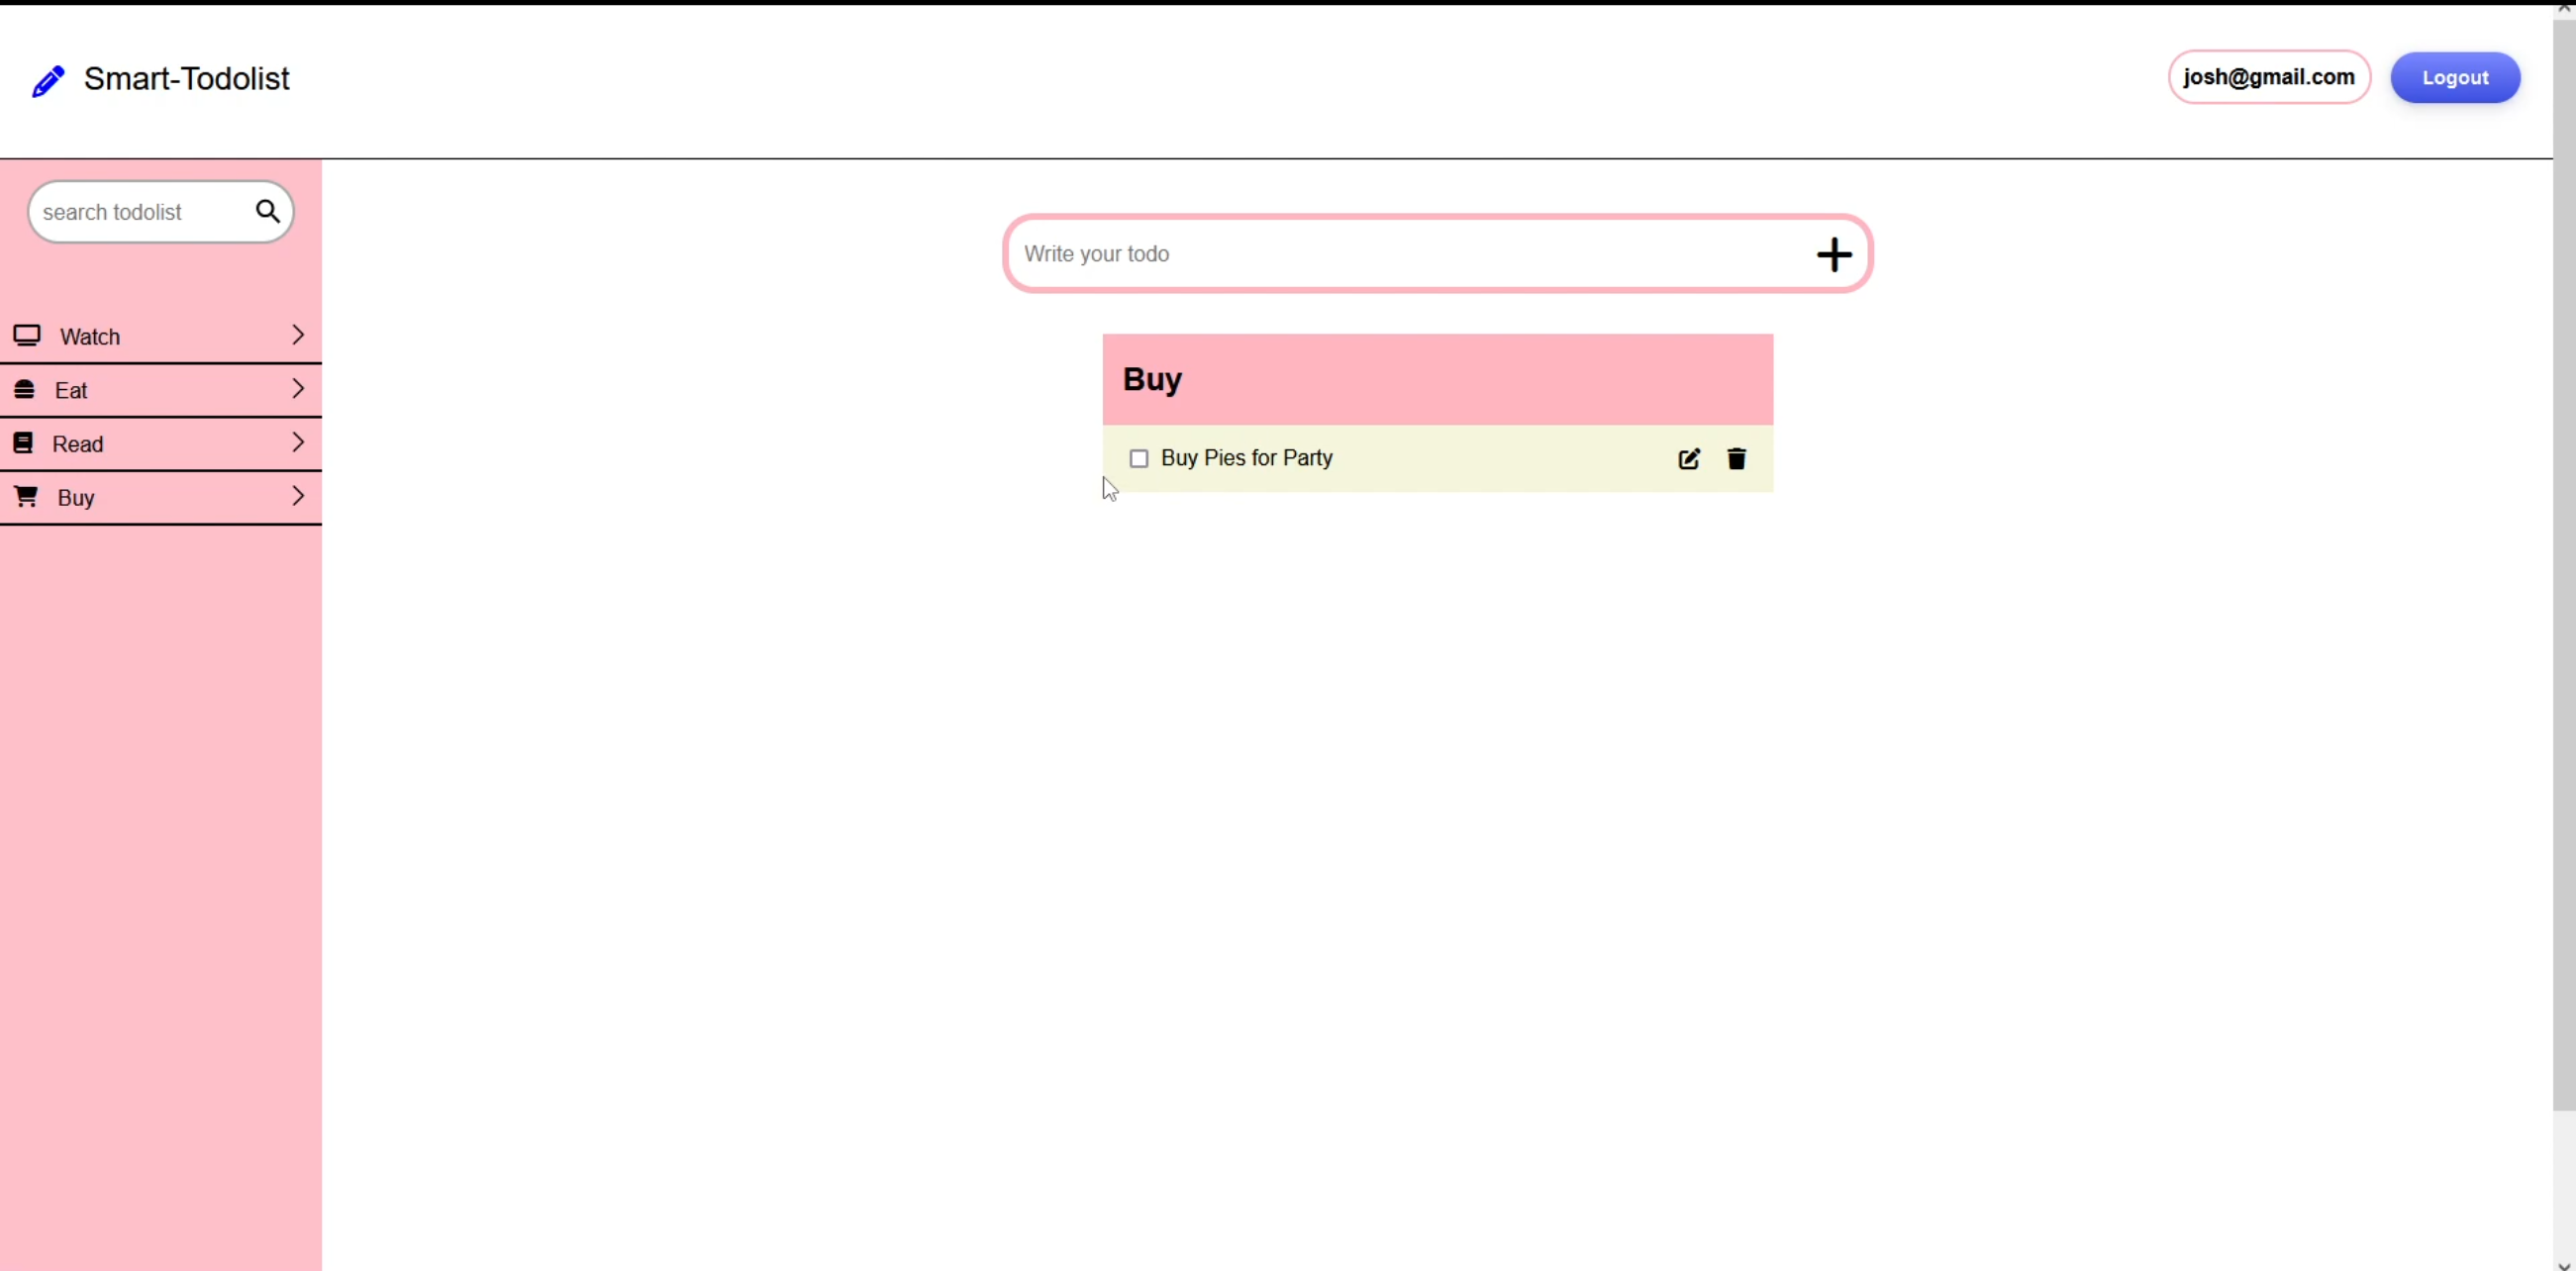 Smart-Todolist
josh@gmail.com
Logout
search todolist
Watch
Eat
Read
Buy
Write your todo
Buy
Buy Pies for Party